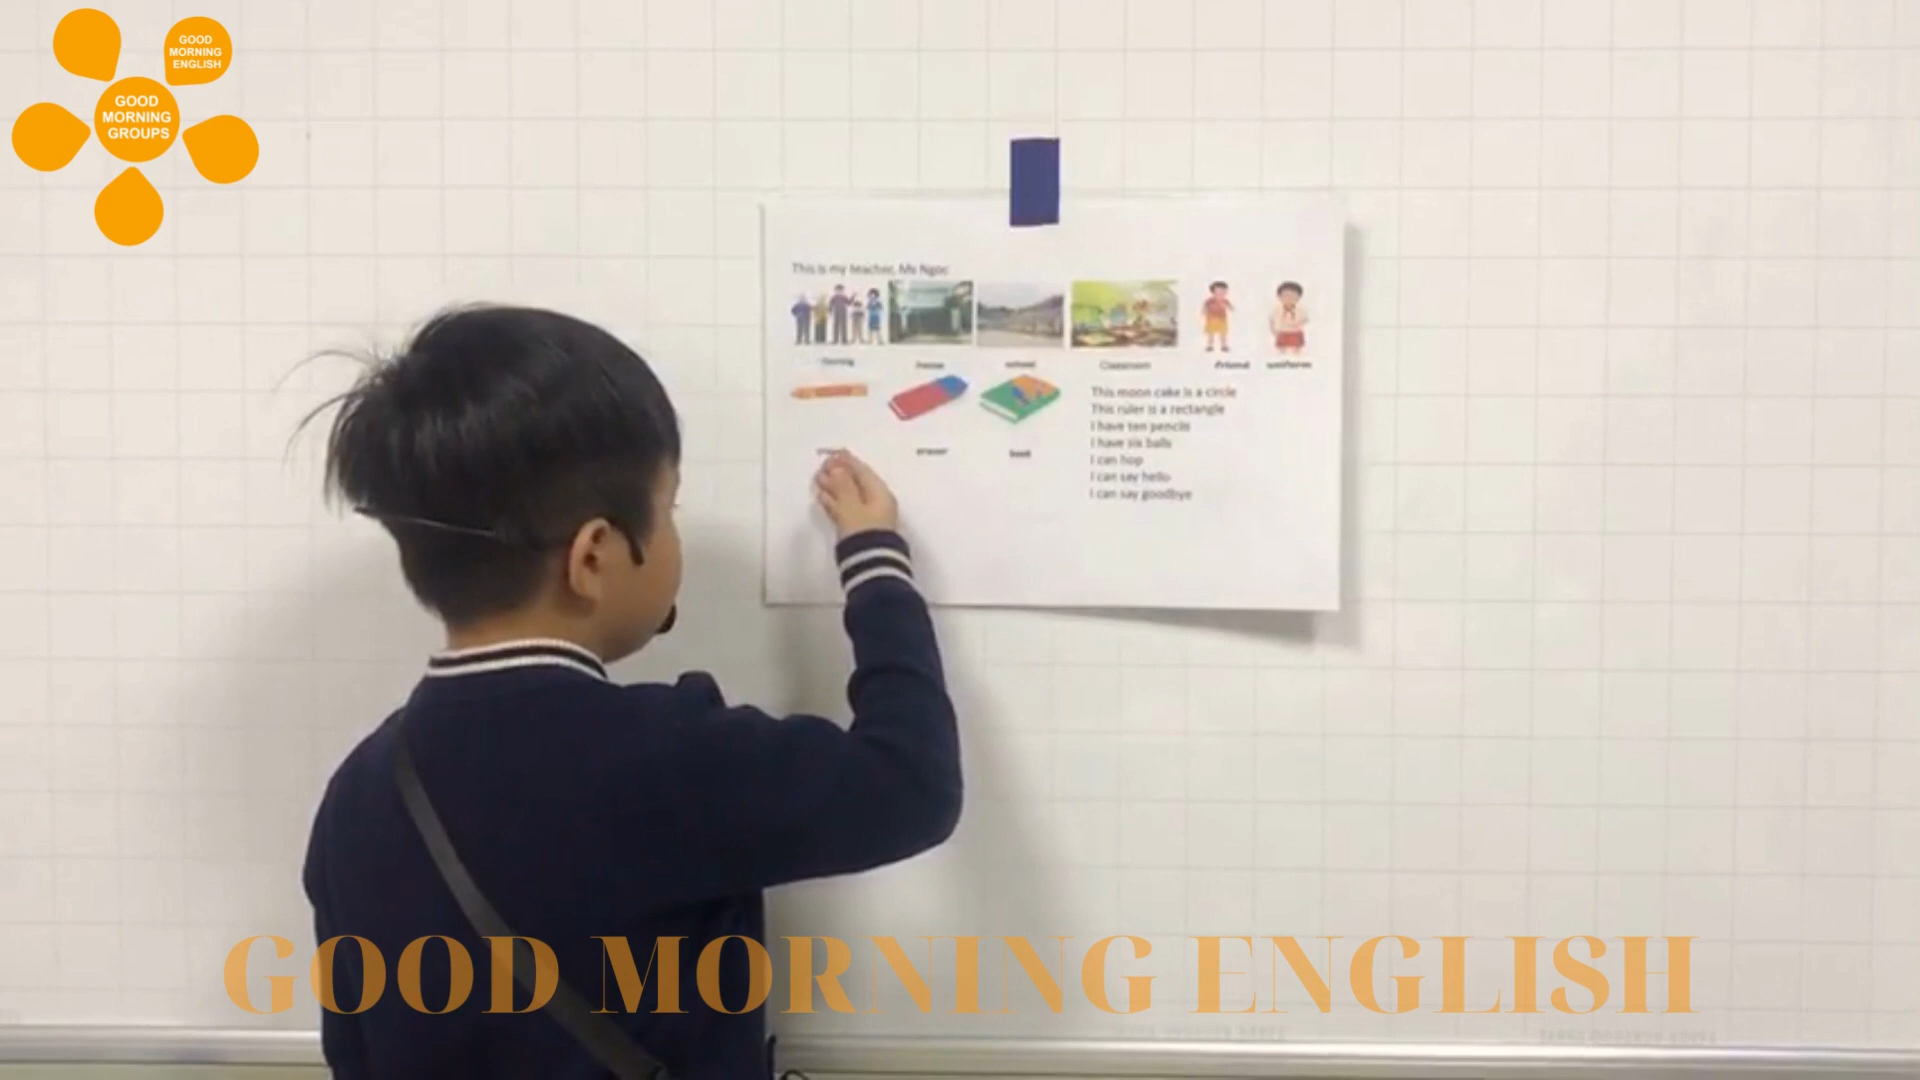 GOOD
MORNING
ENGLISH
GOOD
MORNING
GROUPS
This is my teacher, Ms Ngoc
house
school
Classroom
friend
uniform
eraser
book
This moon cake is a circle
This ruler is a rectangle
I have ten pencils
I have six balls
I can hop
I can say hello
I can say goodbye
GOOD MORNING ENGLISH